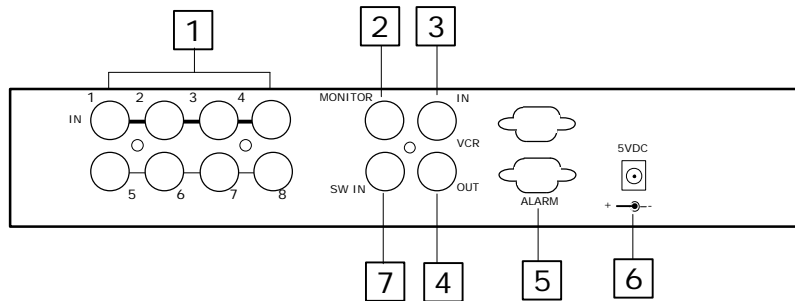 1 2 3
1 2 3 4 MONITOR IN
IN
VCR 5VDC
5 6 7 8 SW IN OUT
ALARM
+ -
7 4 5 6